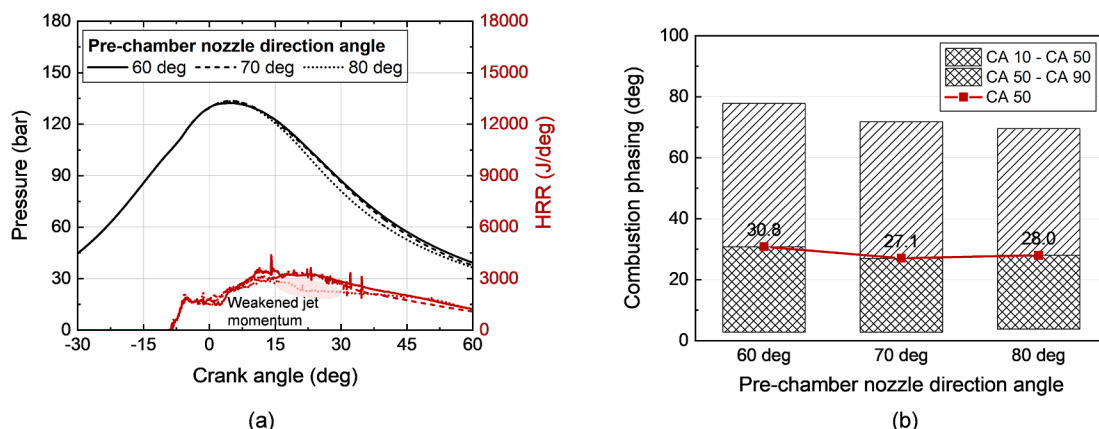 180
150
120
90
60
30
0
Pressure (bar)
Pre-chamber nozzle direction angle
60 deg 70 deg 80 deg
Weakened jet
momentum
18000
15000
12000
9000
6000
3000
0
HRR (J/deg)
-30 -15 0 15 30 45 60
Crank angle (deg)
(a)
100
80
60
40
20
0
Combustion phasing (deg)
CA 10 - CA 50
CA 50 - CA 90
CA 50
30.8 27.1 28.0
60 deg 70 deg 80 deg
Pre-chamber nozzle direction angle
(b)